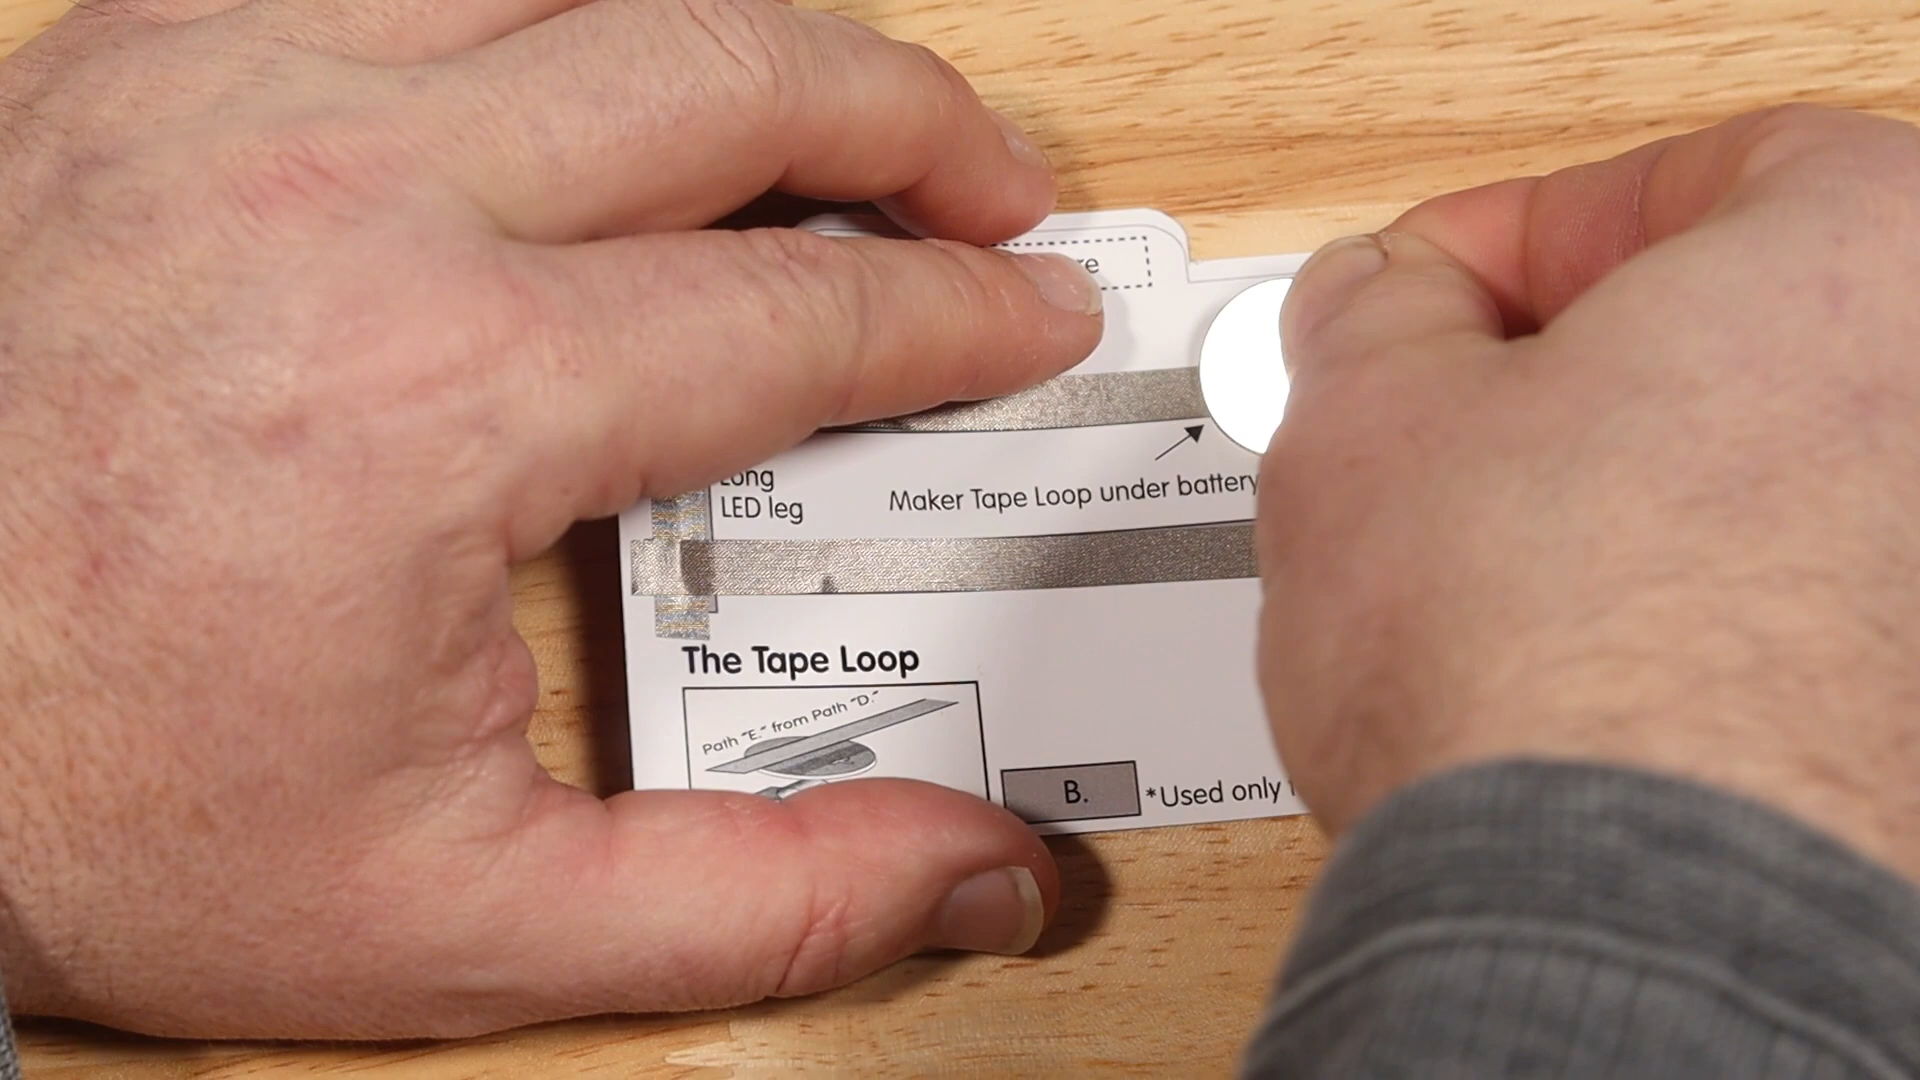 Long
LED leg
Maker Tape Loop under battery
The Tape Loop
Path "E." from Path "D."
B.
*Used only